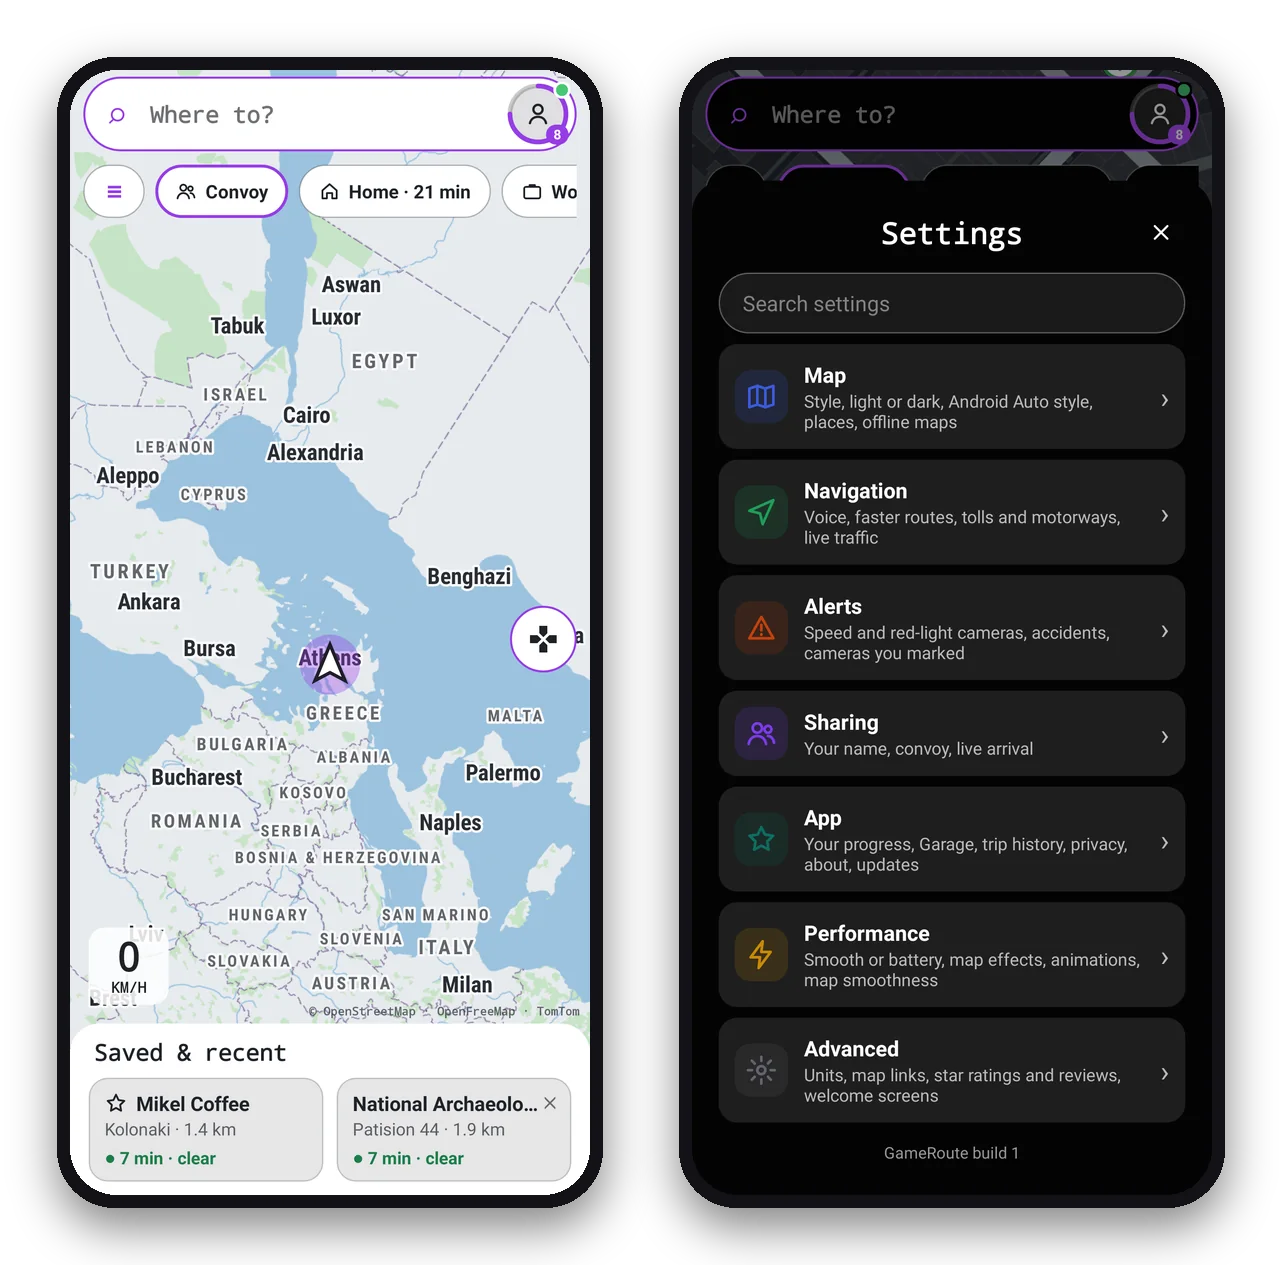 Where to?
8
Convoy
Home · 21 min
Wo
Aswan
Luxor
Tabuk
EGYPT
ISRAEL
Cairo
LEBANON
Alexandria
Aleppo
CYPRUS
TURKEY
Ankara
Benghazi
Bursa
a
Athens
GREECE
MALTA
BULGARIA
ALBANIA
Bucharest
Palermo
KOSOVO
ROMANIA
SERBIA
Naples
BOSNIA & HERZEGOVINA
HUNGARY
SAN MARINO
Lviv
SLOVENIA
ITALY
0
SLOVAKIA
KM/H
AUSTRIA
Milan
Brest
© OpenStreetMap · OpenFreeMap · TomTom
Saved & recent
Mikel Coffee
Kolonaki · 1.4 km
7 min · clear
National Archaeolo...
Patision 44 · 1.9 km
7 min · clear
Where to?
8
Settings
Search settings
Map
Style, light or dark, Android Auto style,
places, offline maps
Navigation
Voice, faster routes, tolls and motorways,
live traffic
Alerts
Speed and red-light cameras, accidents,
cameras you marked
Sharing
Your name, convoy, live arrival
App
Your progress, Garage, trip history, privacy,
about, updates
Performance
Smooth or battery, map effects, animations,
map smoothness
Advanced
Units, map links, star ratings and reviews,
welcome screens
GameRoute build 1